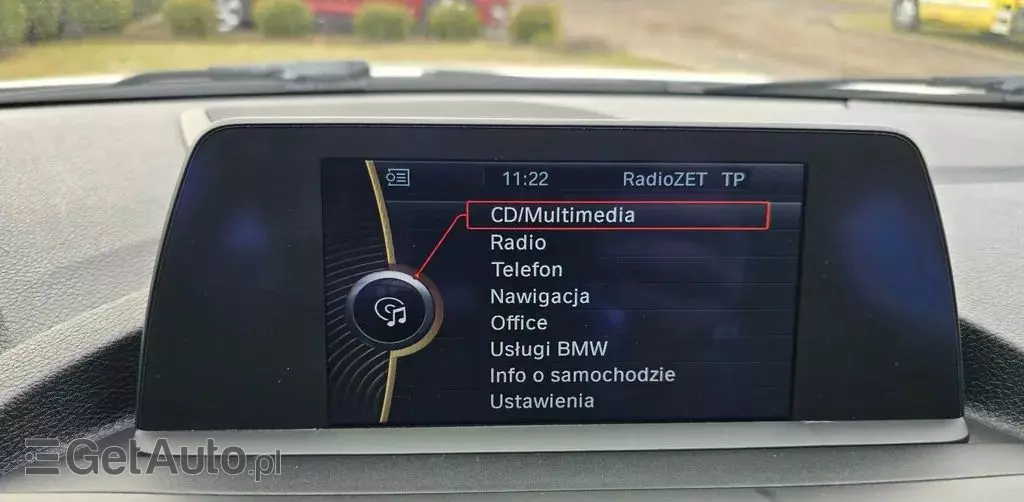 11:22 RadioZET TP
CD/Multimedia
Radio
Telefon
Nawigacja
Office
Usługi BMW
Info o samochodzie
Ustawienia
GetAuto.pl